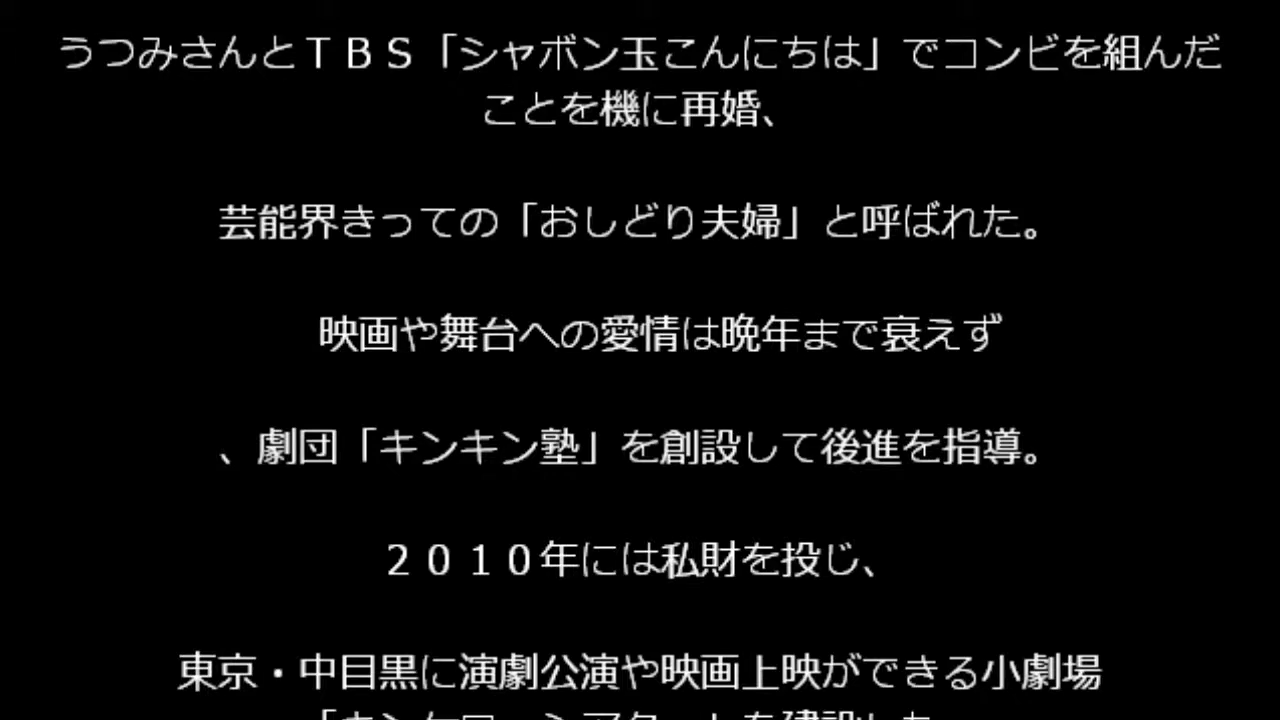 うつみさんとＴＢＳ「シャボン玉こんにちは」でコンビを組んだ
ことを機に再婚、
芸能界きっての「おしどり夫婦」と呼ばれた。
映画や舞台への愛情は晩年まで衰えず
、劇団「キンキン塾」を創設して後進を指導。
２０１０年には私財を投じ、
東京・中目黒に演劇公演や映画上映ができる小劇場